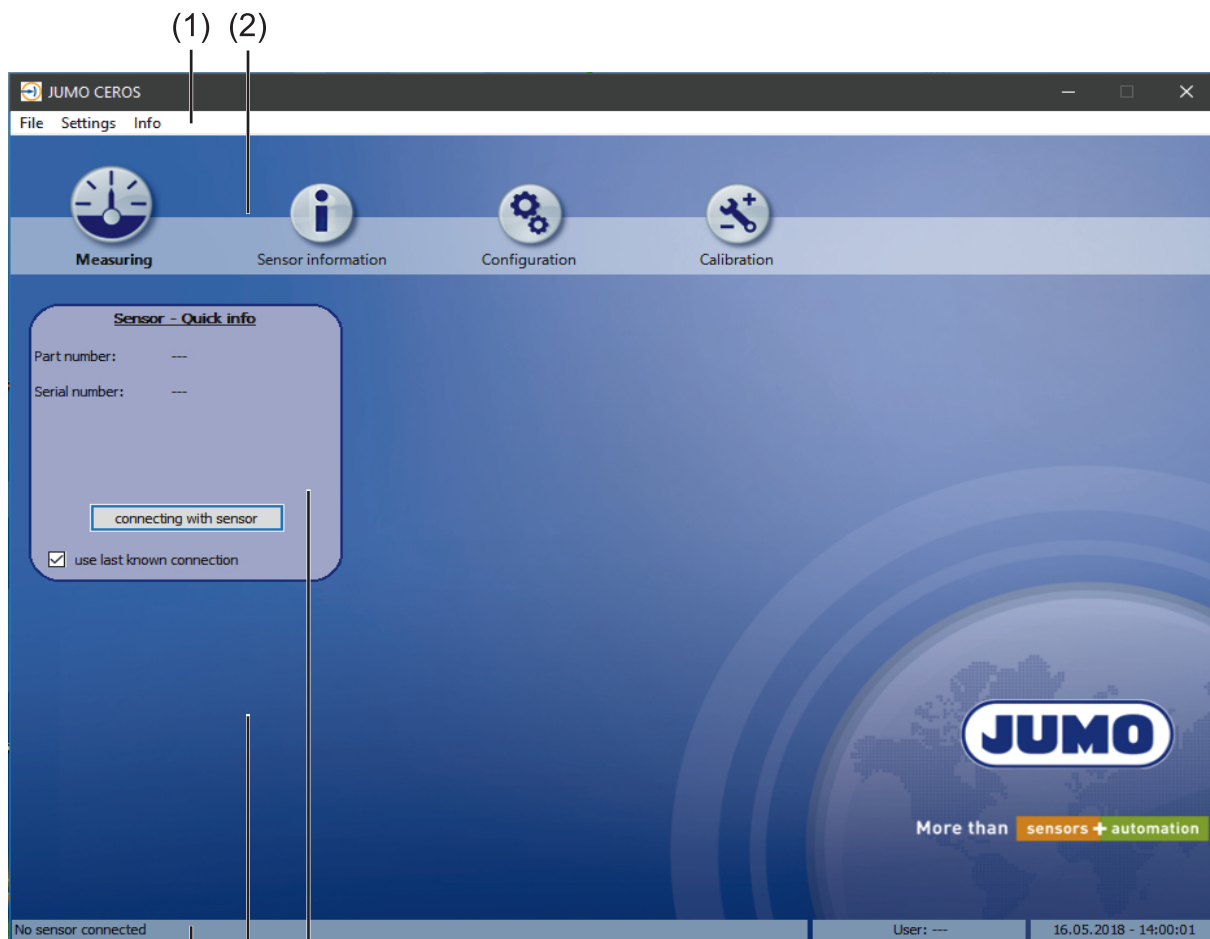 (1) (2)
JUMO CEROS
File Settings Info
Measuring Sensor information Configuration Calibration
Sensor - Quick info
Part number: ---
Serial number: ---
connecting with sensor
use last known connection
JUMO
More than sensors + automation
No sensor connected User: --- 16.05.2018 - 14:00:01